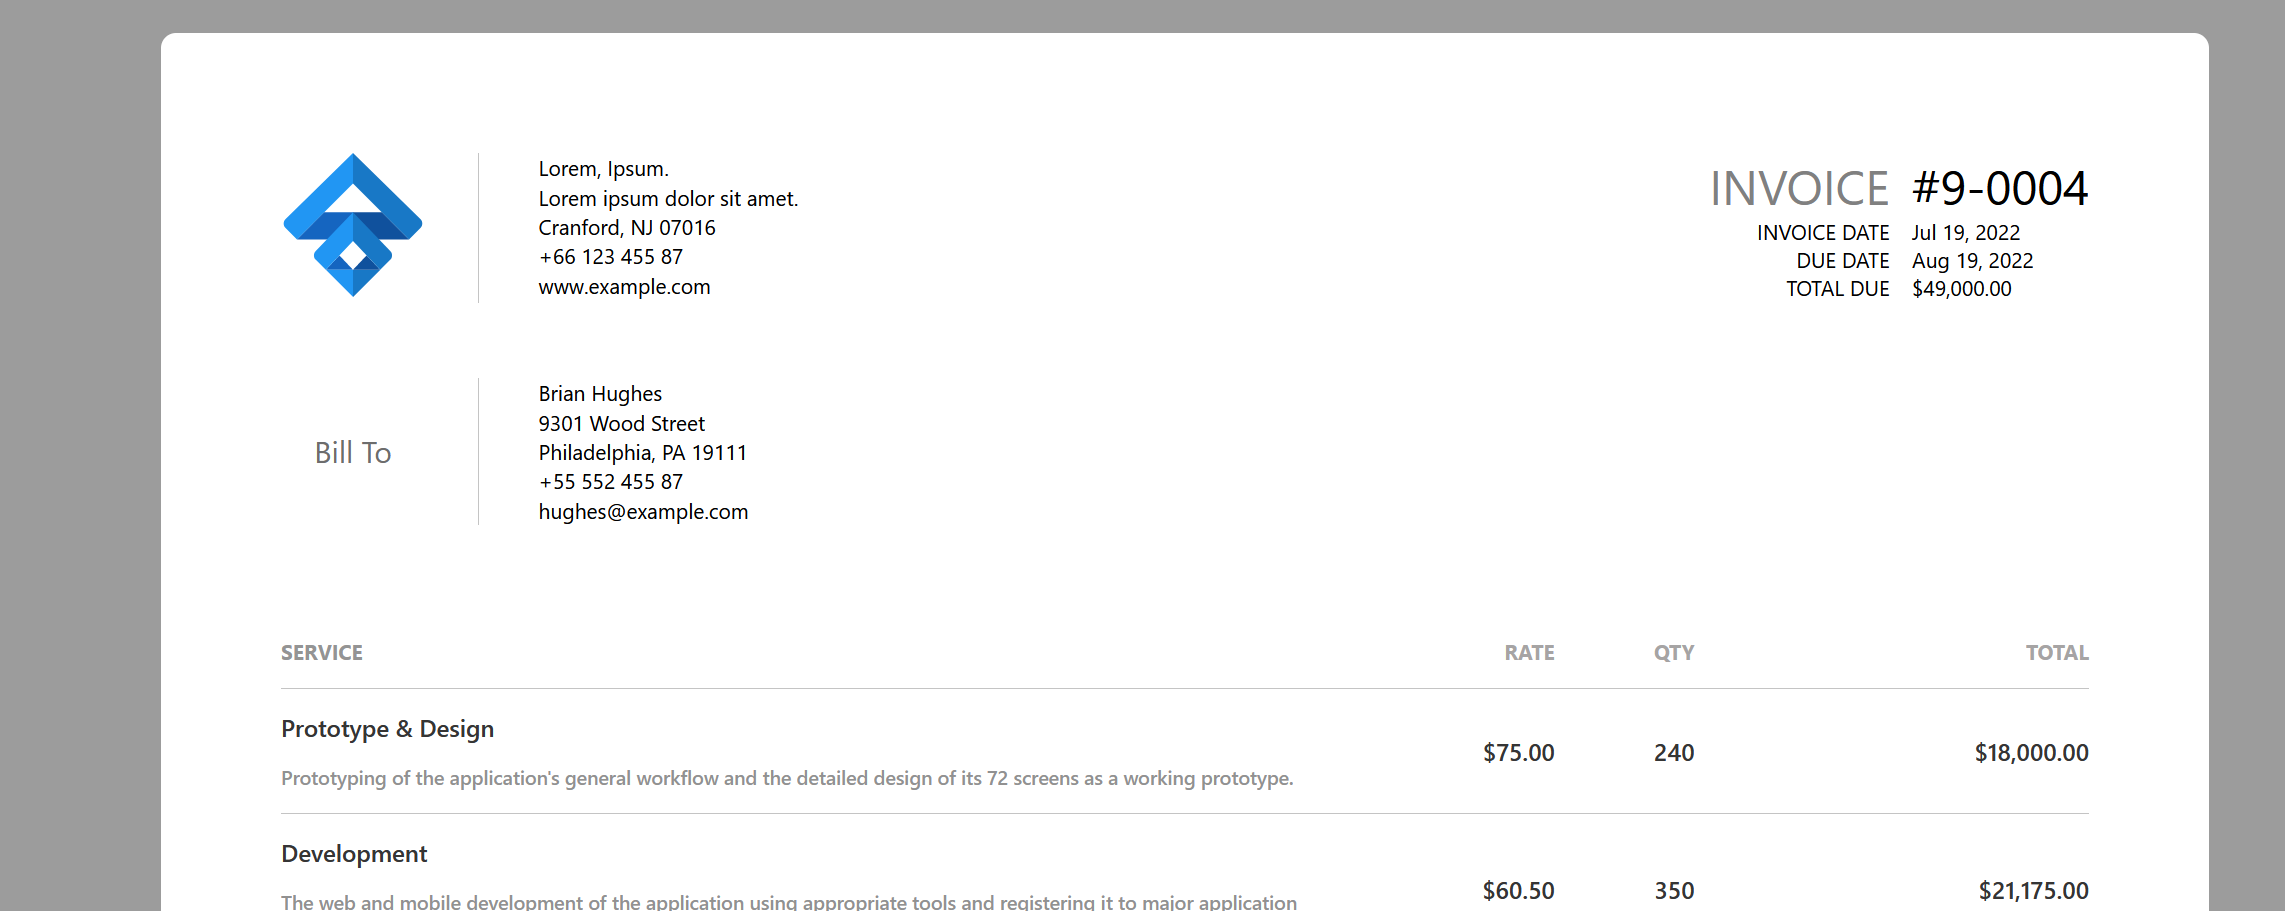 Lorem, Ipsum.
Lorem ipsum dolor sit amet.
Cranford, NJ 07016
+66 123 455 87
www.example.com
INVOICE #9-0004
INVOICE DATE Jul 19, 2022
DUE DATE Aug 19, 2022
TOTAL DUE $49,000.00
Bill To
Brian Hughes
9301 Wood Street
Philadelphia, PA 19111
+55 552 455 87
hughes@example.com
SERVICE RATE QTY TOTAL
Prototype & Design
$75.00 240 $18,000.00
Prototyping of the application's general workflow and the detailed design of its 72 screens as a working prototype.
Development
$60.50 350 $21,175.00
The web and mobile development of the application using appropriate tools and registering it to major application